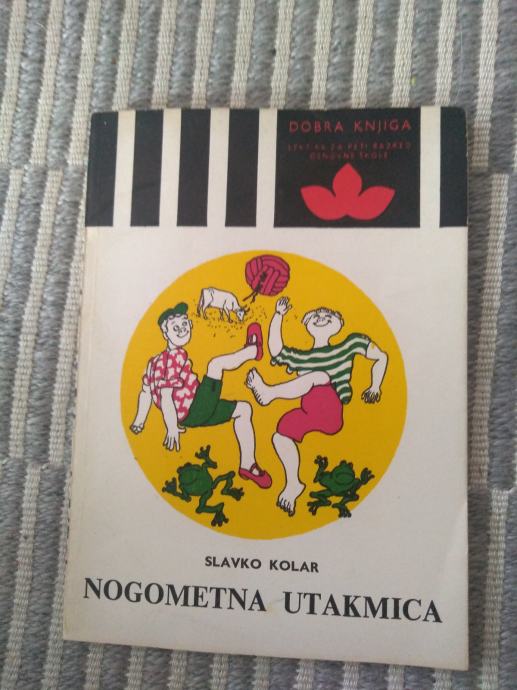 DOBRA KNJIGA
LEKTIRA ZA PETI RAZRED
OSNOVNE ŠKOLE
SLAVKO KOLAR
NOGOMETNA UTAKMICA